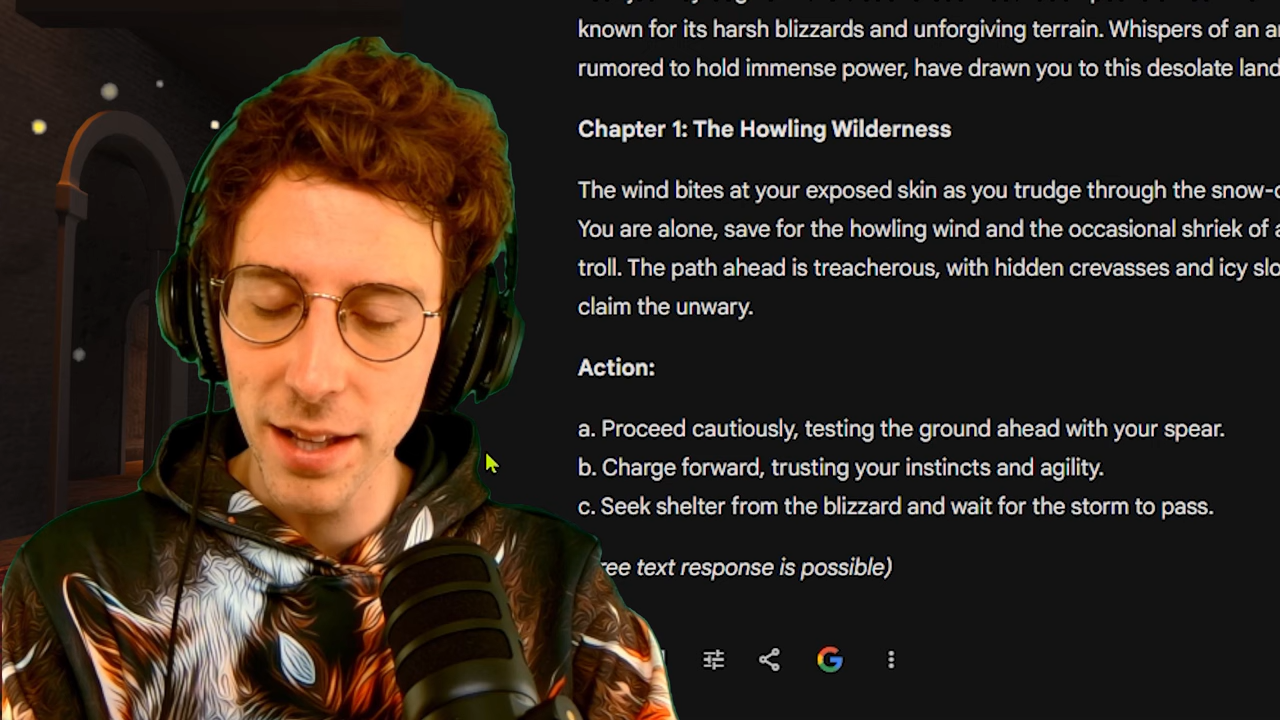 known for its harsh blizzards and unforgiving terrain. Whispers of an
rumored to hold immense power, have drawn you to this desolate land
Chapter 1: The Howling Wilderness
The wind bites at your exposed skin as you trudge through the
You are alone, save for the howling wind and the occasional shriek of a
troll. The path ahead is treacherous, with hidden crevasses and icy
claim the unwary.
Action:
a. Proceed cautiously, testing the ground ahead with your spear.
b. Charge forward, trusting your instincts and agility.
c. Seek shelter from the blizzard and wait for the storm to pass.
ree text response is possible)